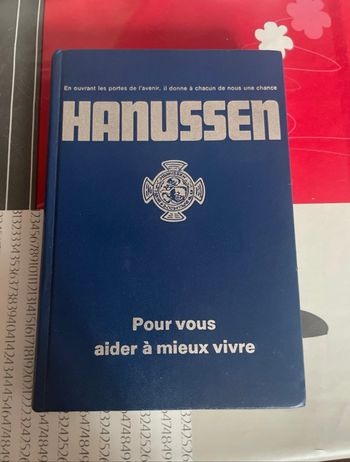 En ouvrant les portes de l'avenir, il donne à chacun de nous une chance
HANUSSEN
Pour vous
aider à mieux vivre